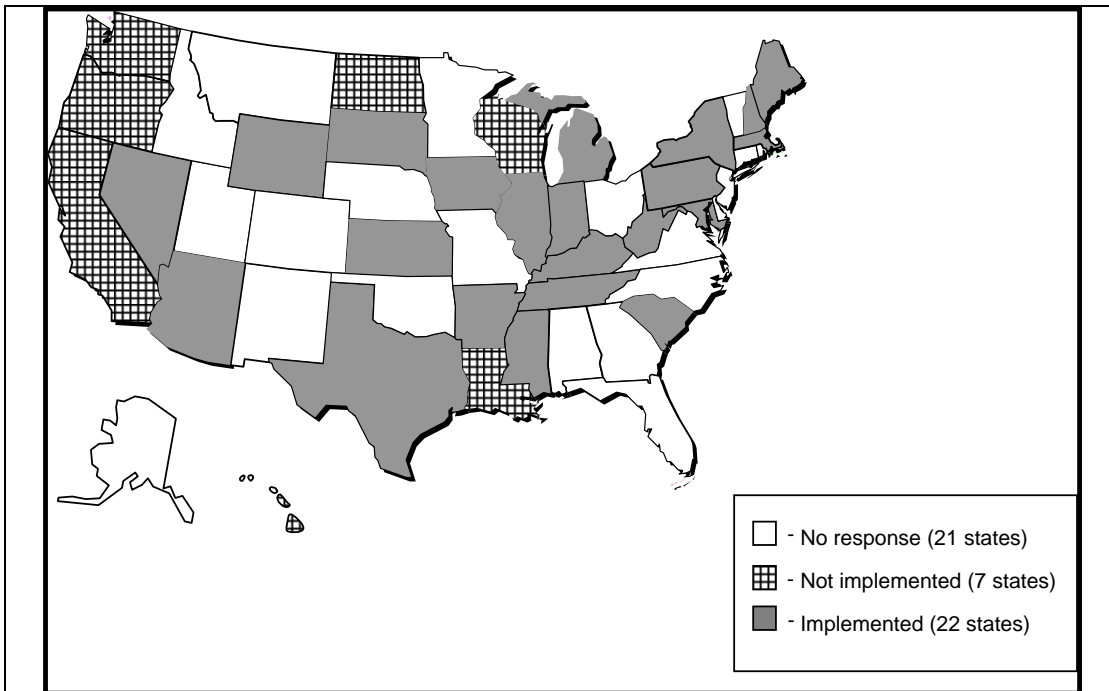 - No response (21 states)
- Not implemented (7 states)
- Implemented (22 states)